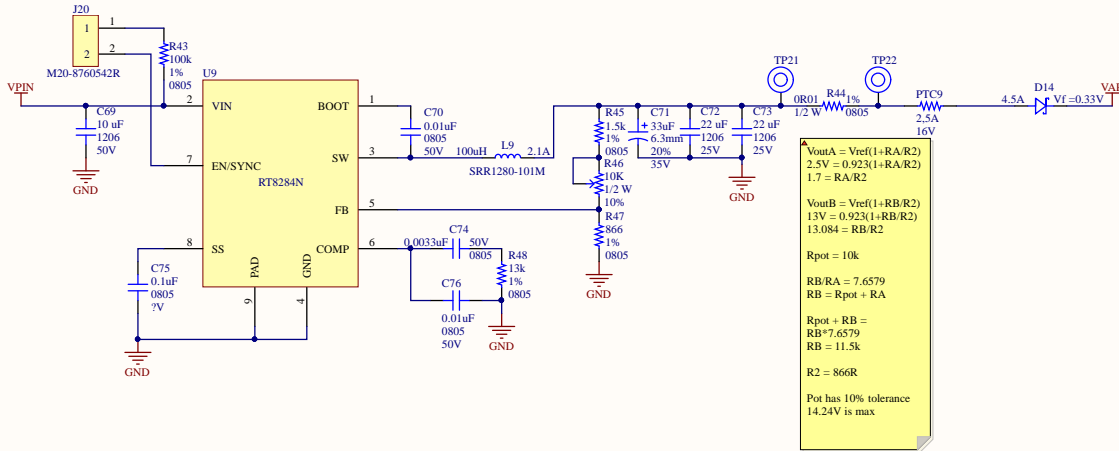 J20
1
1
2
2
M20-8760542R
R43
100k
1%
0805
VPIN
C69
10 uF
1206
50V
GND
U9
2
VIN
BOOT
1
7
EN/SYNC
SW
3
RT8284N
FB
5
8
SS
COMP
6
PAD
GND
9
4
C75
0.1uF
0805
?V
GND
C70
0.01uF
0805
50V
100uH
L9
2.1A
SRR1280-101M
C74
0.0033uF
50V
0805
R48
13k
1%
0805
C76
0.01uF
0805
50V
GND
R45
1.5k
1%
0805
R46
10K
1/2 W
10%
R47
866
1%
0805
GND
C71
33uF
6.3mm
20%
35V
C72
22 uF
1206
25V
C73
22 uF
1206
25V
GND
TP21
0R01
R44
1%
1/2 W
0805
TP22
PTC9
2,5A
16V
4.5A
D14
Vf =0.33V
VoutA = Vref(1+RA/R2)
2.5V = 0.923(1+RA/R2)
1.7 = RA/R2
VoutB = Vref(1+RB/R2)
13V = 0.923(1+RB/R2)
13.084 = RB/R2
Rpot = 10k
RB/RA = 7.6579
RB = Rpot + RA
Rpot + RB =
RB*7.6579
RB = 11.5k
R2 = 866R
Pot has 10% tolerance
14.24V is max